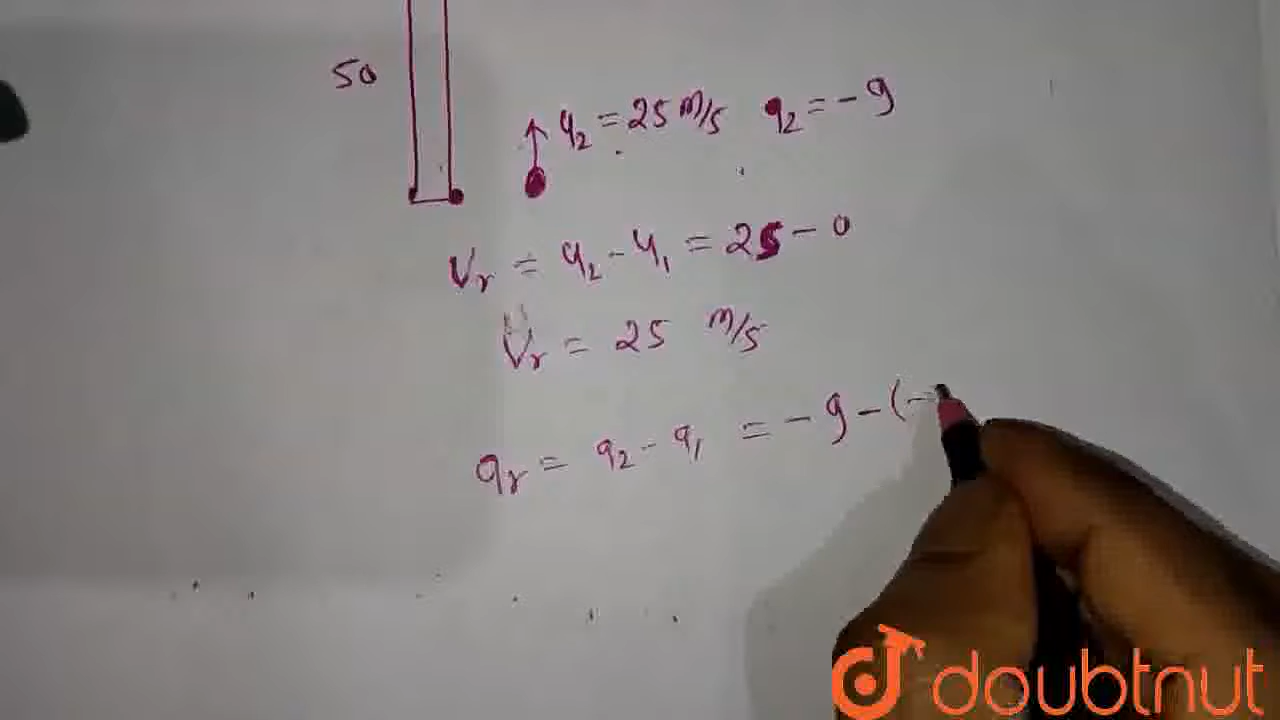 50
u₂ = 25 m/s a₂ = - g
Vᵣ = u₂ - u₁ = 25 - 0
Vᵣ = 25 m/s
aᵣ = a₂ - a₁ = - g - (-
doubtnut